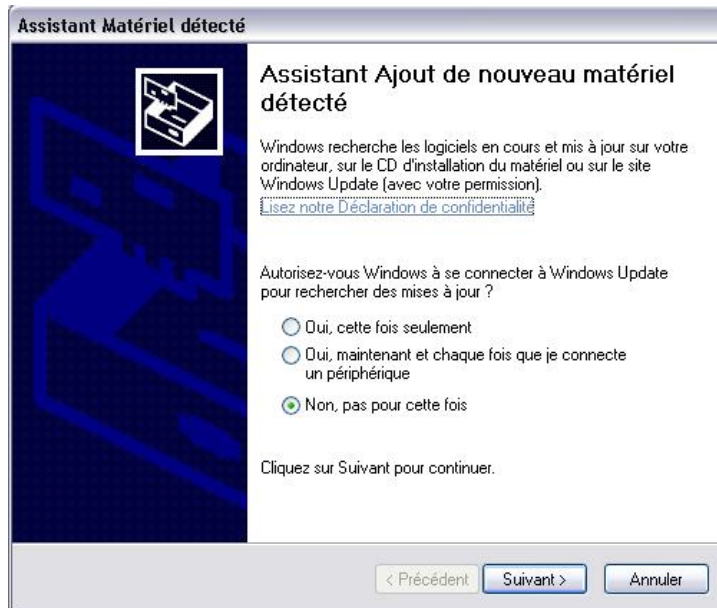 Assistant Matériel détecté
Assistant Ajout de nouveau matériel
détecté
Windows recherche les logiciels en cours et mis à jour sur votre
ordinateur, sur le CD d'installation du matériel ou sur le site
Windows Update (avec votre permission).
Lisez notre Déclaration de confidentialité
Autorisez-vous Windows à se connecter à Windows Update
pour rechercher des mises à jour ?
Oui, cette fois seulement
Oui, maintenant et chaque fois que je connecte
un périphérique
Non, pas pour cette fois
Cliquez sur Suivant pour continuer.
< Précédent
Suivant >
Annuler